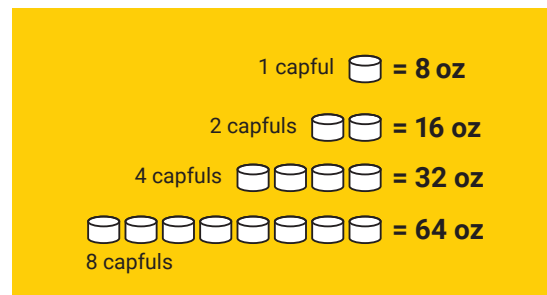 1 capful = 8 oz
2 capfuls = 16 oz
4 capfuls = 32 oz
= 64 oz
8 capfuls